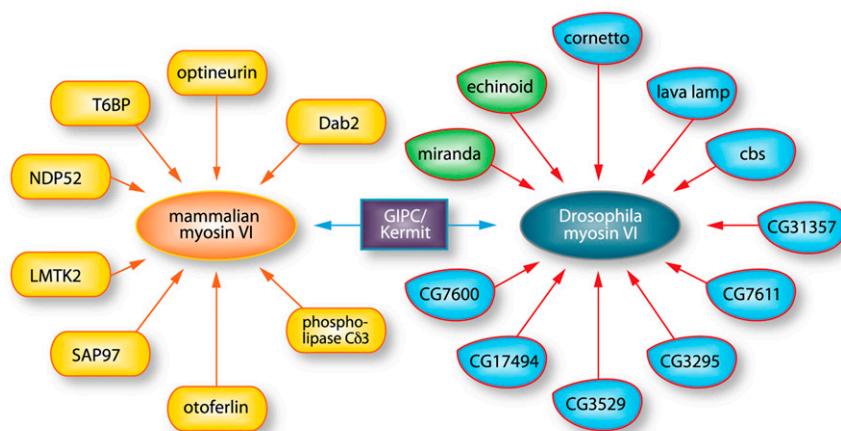 cornetto
optineurin
echinoid
lava lamp
T6BP
Dab2
miranda
cbs
NDP52
mammalian
myosin VI
GIPC/
Kermit
Drosophila
myosin VI
CG31357
LMTK2
CG7600
CG7611
phospho-
lipase Cδ3
SAP97
CG17494
CG3295
otoferlin
CG3529